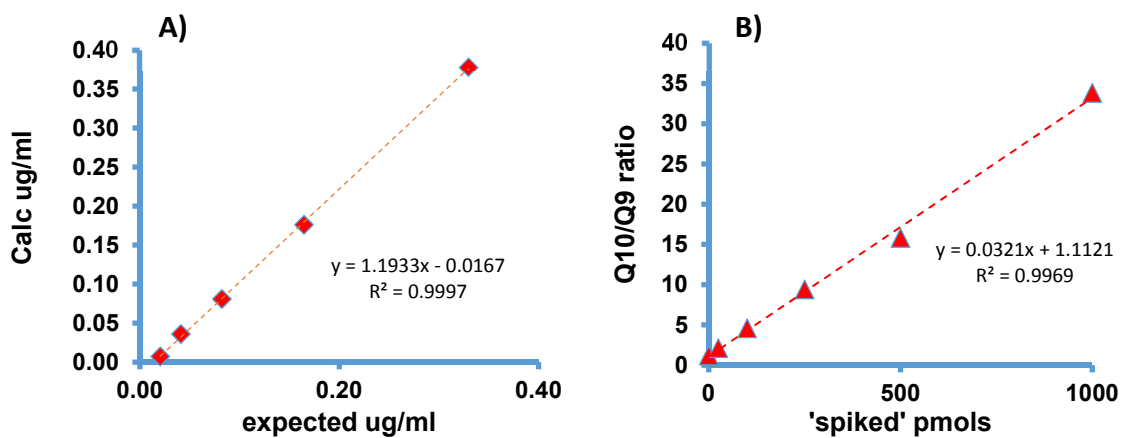 A)
0.40
0.35
0.30
0.25
0.20
0.15
0.10
0.05
0.00
Calc ug/ml
y = 1.1933x - 0.0167
R² = 0.9997
0.00 0.20 0.40
expected ug/ml
B)
40
35
30
25
20
15
10
5
0
Q10/Q9 ratio
y = 0.0321x + 1.1121
R² = 0.9969
0 500 1000
'spiked' pmols